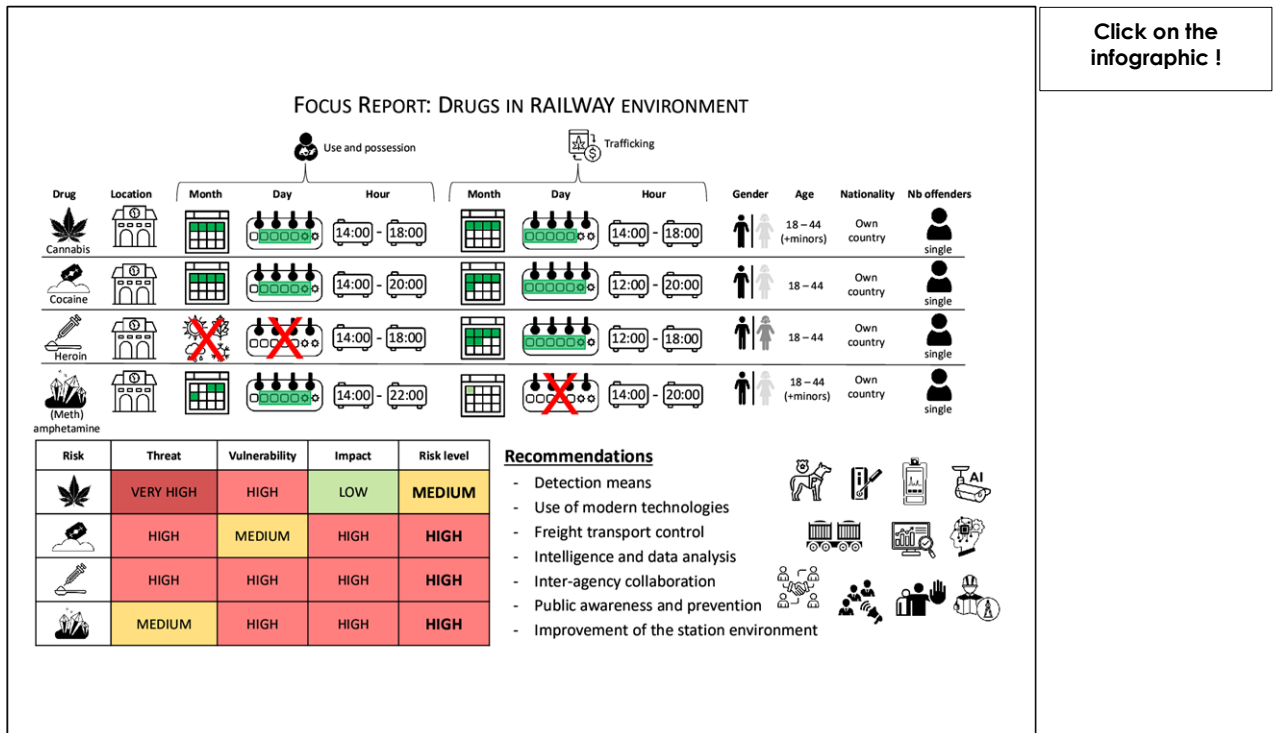 Click on the
infographic !
FOCUS REPORT: DRUGS IN RAILWAY ENVIRONMENT
Use and possession
Trafficking
Drug Location Month Day Hour Month Day Hour Gender Age Nationality Nb offenders
Cannabis 14:00 - 18:00 14:00 - 18:00 18 – 44 (+minors) Own country single
Cocaine 14:00 - 20:00 12:00 - 20:00 18 – 44 Own country single
Heroin 14:00 - 18:00 12:00 - 18:00 18 – 44 Own country single
(Meth) amphetamine 14:00 - 22:00 14:00 - 20:00 18 – 44 (+minors) Own country single
Risk Threat Vulnerability Impact Risk level
VERY HIGH HIGH LOW MEDIUM
HIGH MEDIUM HIGH HIGH
HIGH HIGH HIGH HIGH
MEDIUM HIGH HIGH HIGH
Recommendations
- Detection means
- Use of modern technologies
- Freight transport control
- Intelligence and data analysis
- Inter-agency collaboration
- Public awareness and prevention
- Improvement of the station environment
AI